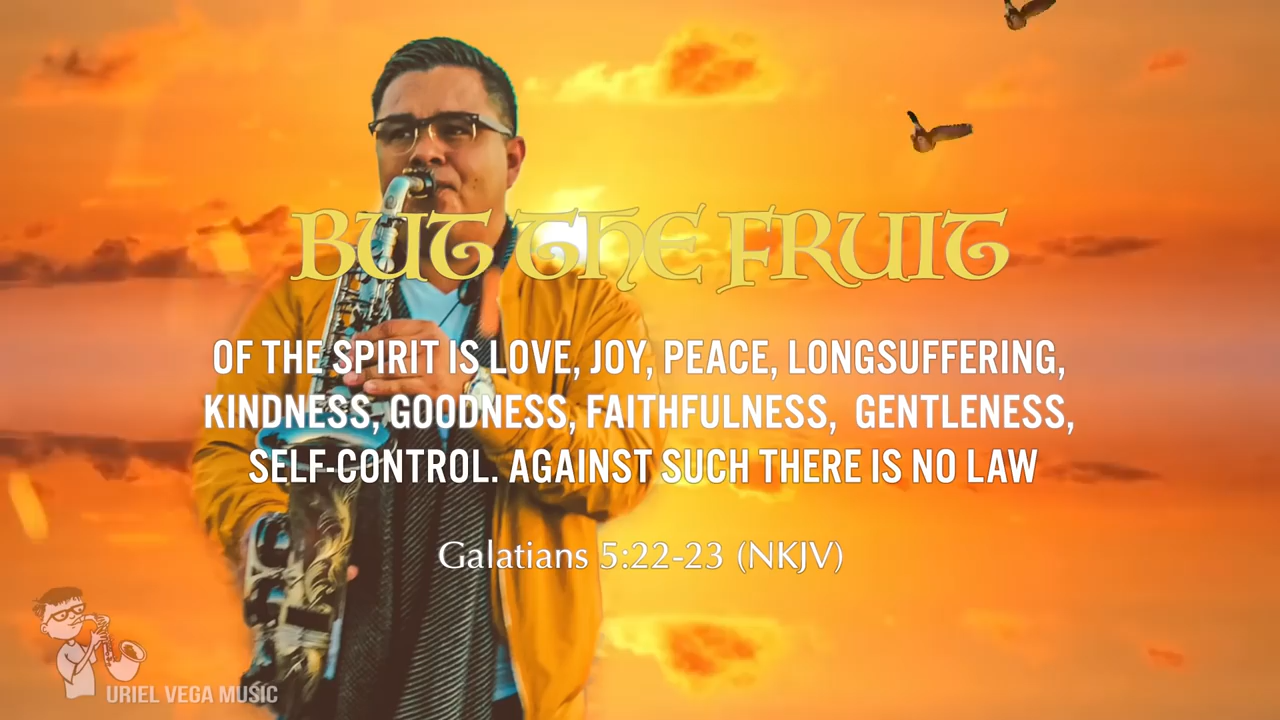 BUT THE FRUIT
OF THE SPIRIT IS LOVE, JOY, PEACE, LONGSUFFERING,
KINDNESS, GOODNESS, FAITHFULNESS,  GENTLENESS,
SELF-CONTROL. AGAINST SUCH THERE IS NO LAW
Galatians 5:22-23 (NKJV)
URIEL VEGA MUSIC